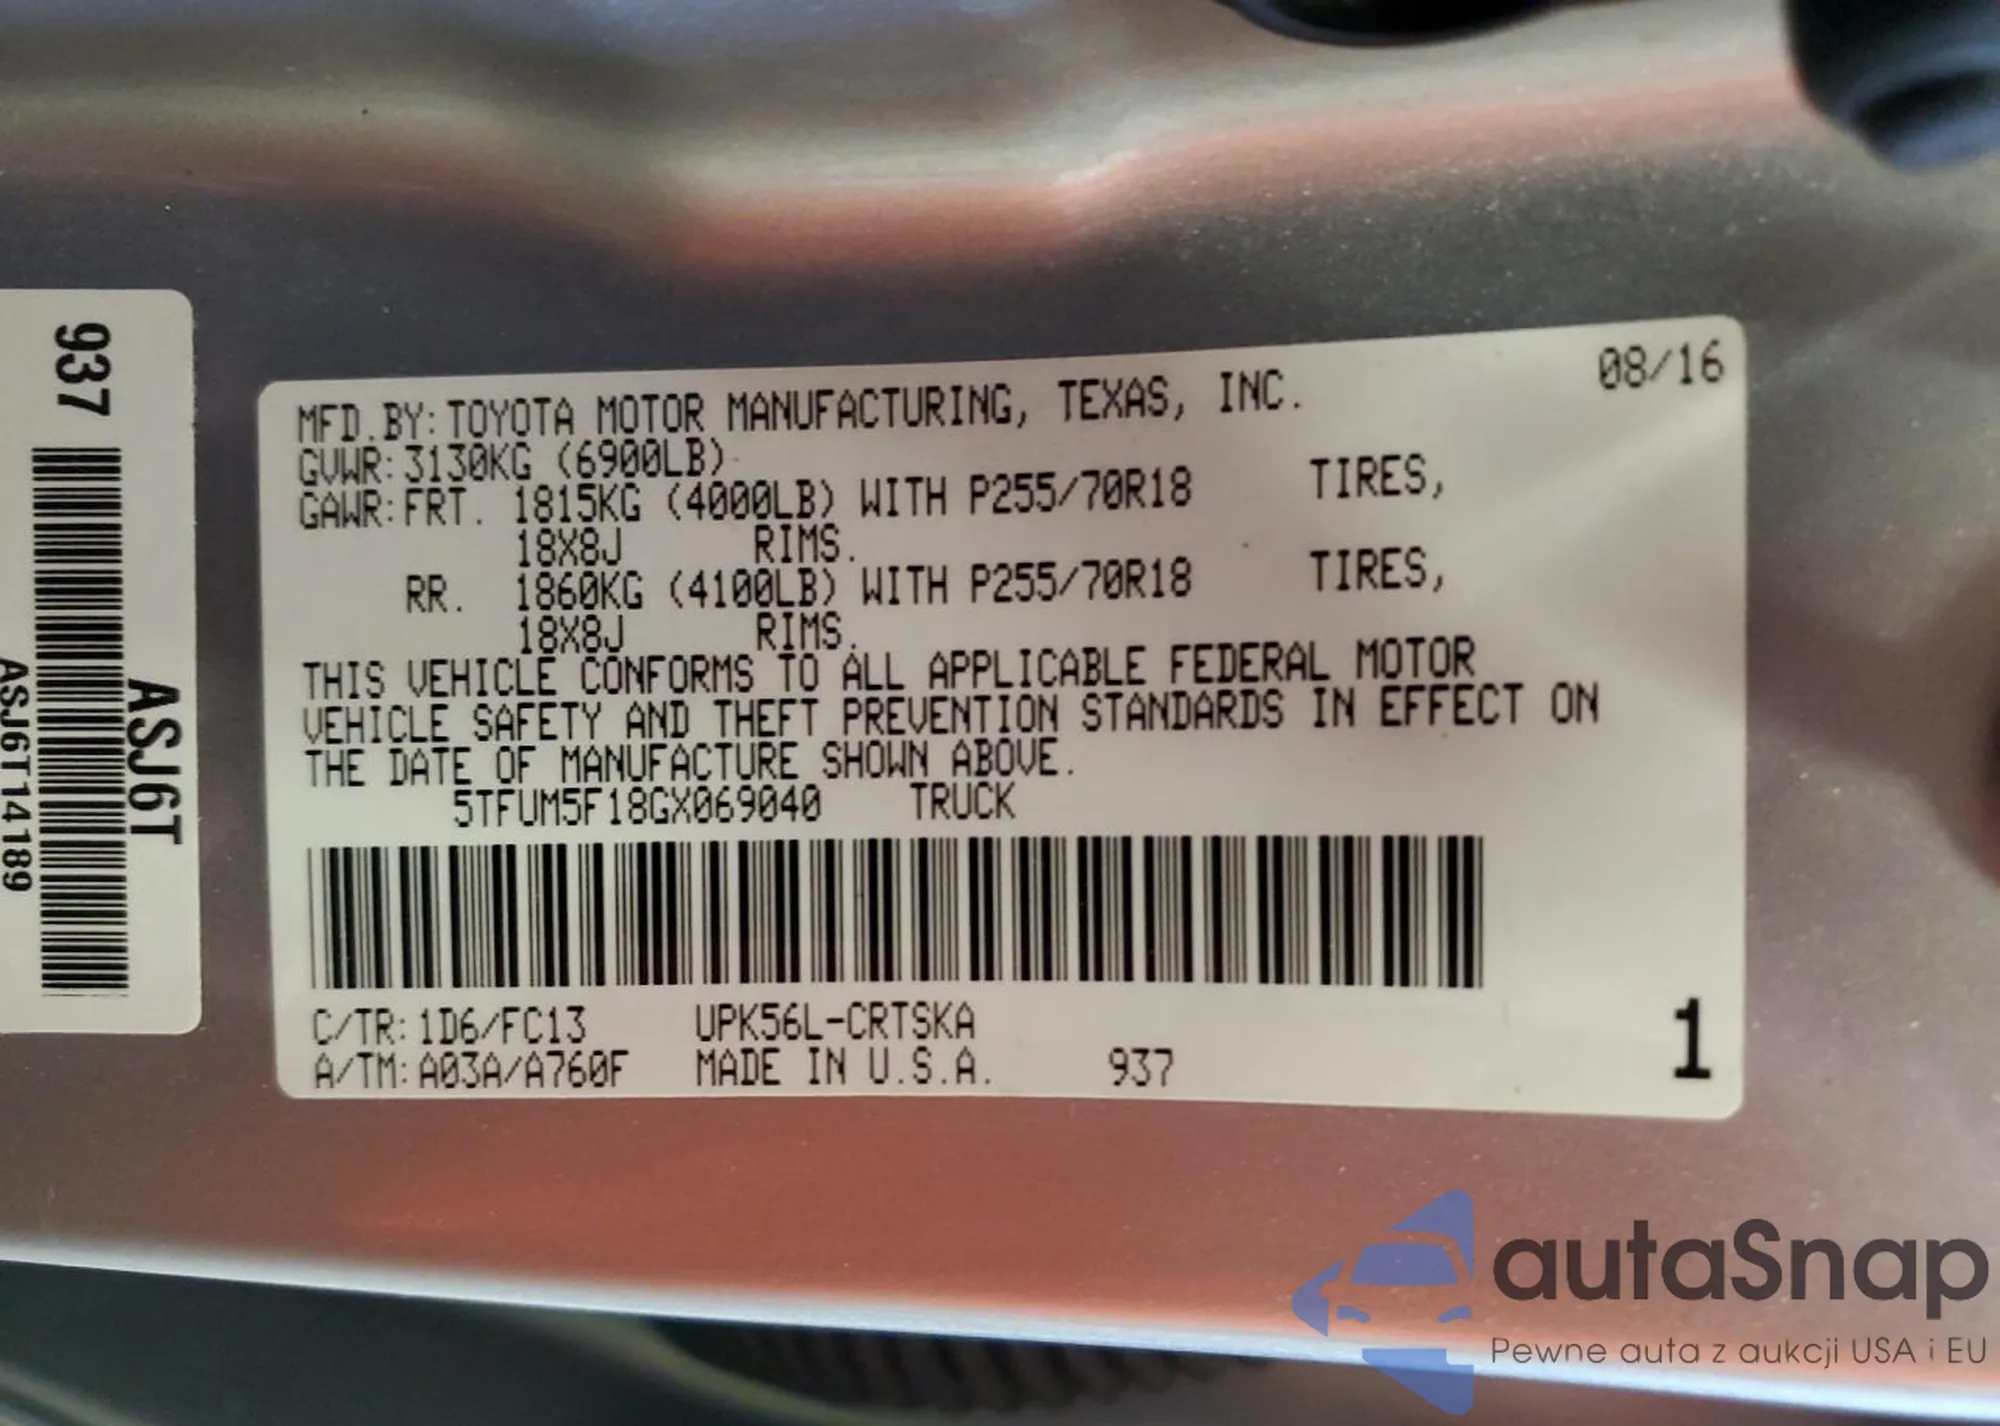 937
ASJ6T
ASJ6T14189
08/16
MFD.BY:TOYOTA MOTOR MANUFACTURING, TEXAS, INC.
GVWR:3130KG (6900LB)
GAWR:FRT. 1815KG (4000LB) WITH P255/70R18 TIRES,
18X8J RIMS.
RR. 1860KG (4100LB) WITH P255/70R18 TIRES,
18X8J RIMS.
THIS VEHICLE CONFORMS TO ALL APPLICABLE FEDERAL MOTOR
VEHICLE SAFETY AND THEFT PREVENTION STANDARDS IN EFFECT ON
THE DATE OF MANUFACTURE SHOWN ABOVE.
5TFUM5F18GX069040 TRUCK
C/TR:1D6/FC13 UPK56L-CRTSKA
A/TM:A03A/A760F MADE IN U.S.A. 937
1
autaSnap
Pewne auta z aukcji USA i EU